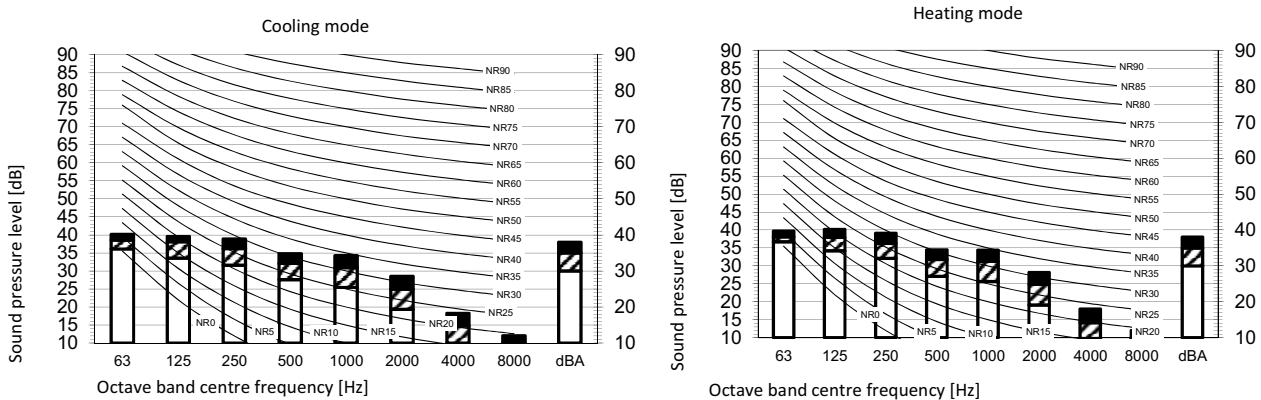 Cooling mode
90
85
80
75
70
65
60
55
50
45
40
35
30
25
20
15
10
90
80
70
60
50
40
30
20
10
NR90
NR85
NR80
NR75
NR70
NR65
NR60
NR55
NR50
NR45
NR40
NR35
NR30
NR25
NR0
NR5
NR10
NR15
NR20
63 125 250 500 1000 2000 4000 8000 dBA
Sound pressure level [dB]
Octave band centre frequency [Hz]
Heating mode
90
85
80
75
70
65
60
55
50
45
40
35
30
25
20
15
10
90
80
70
60
50
40
30
20
10
NR90
NR85
NR80
NR75
NR70
NR65
NR60
NR55
NR50
NR45
NR40
NR35
NR30
NR25
NR20
NR0
NR5
NR10
NR15
63 125 250 500 1000 2000 4000 8000 dBA
Sound pressure level [dB]
Octave band centre frequency [Hz]